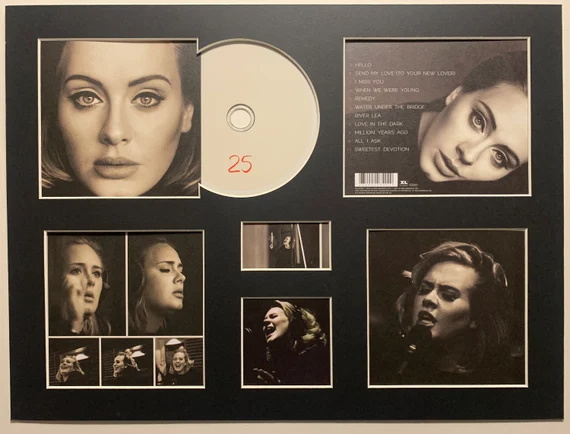 25
HELLO
SEND MY LOVE (TO YOUR NEW LOVER)
I MISS YOU
WHEN WE WERE YOUNG
REMEDY
WATER UNDER THE BRIDGE
RIVER LEA
LOVE IN THE DARK
MILLION YEARS AGO
ALL I ASK
SWEETEST DEVOTION
XL